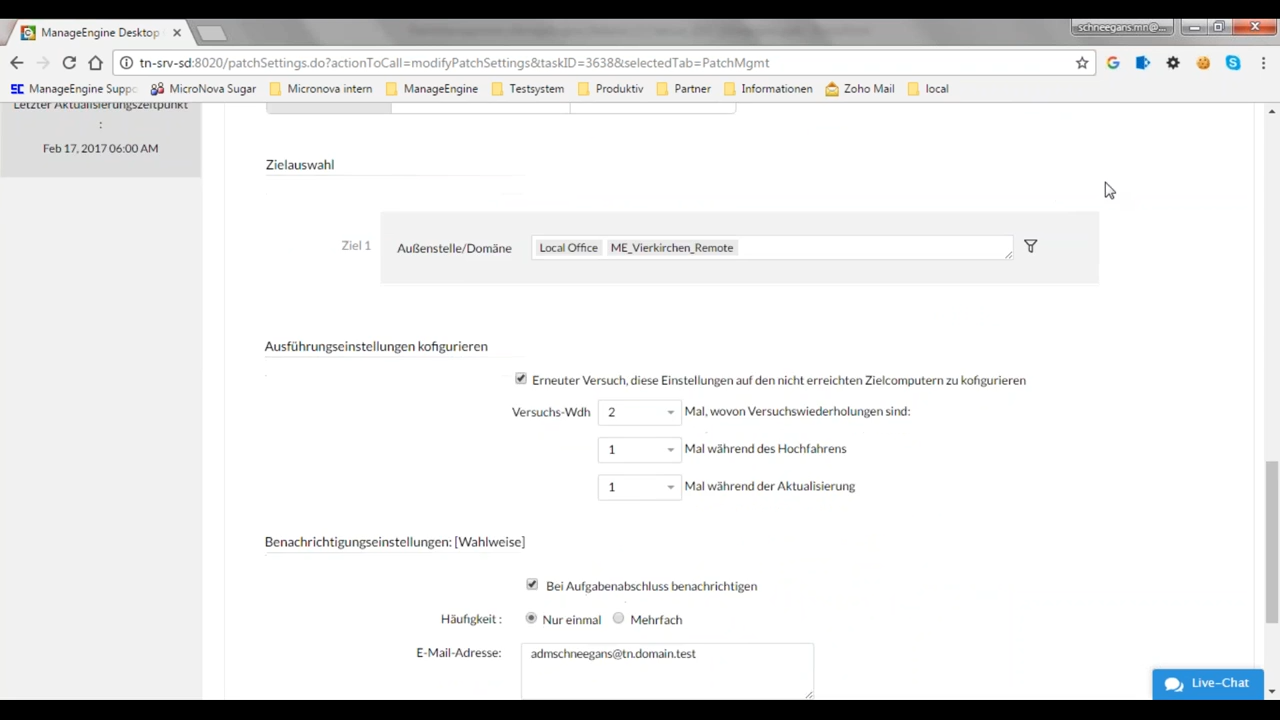 ManageEngine Desktop
schneegans.mn@...
tn-srv-sd:8020/patchSettings.do?actionToCall=modifyPatchSettings&taskID=3638&selectedTab=PatchMgmt
ManageEngine Suppo
MicroNova Sugar
Micronova intern
ManageEngine
Testsystem
Produktiv
Partner
Informationen
Zoho Mail
local
Letzter Aktualisierungszeitpunkt
:
Feb 17, 2017 06:00 AM
Zielauswahl
Ziel 1
Außenstelle/Domäne
Local Office ME_Vierkirchen_Remote
Ausführungseinstellungen kofigurieren
Erneuter Versuch, diese Einstellungen auf den nicht erreichten Zielcomputern zu kofigurieren
Versuchs-Wdh 2 Mal, wovon Versuchswiederholungen sind:
1 Mal während des Hochfahrens
1 Mal während der Aktualisierung
Benachrichtigungseinstellungen: [Wahlweise]
Bei Aufgabenabschluss benachrichtigen
Häufigkeit : Nur einmal Mehrfach
E-Mail-Adresse: admschneegans@tn.domain.test
Live-Chat